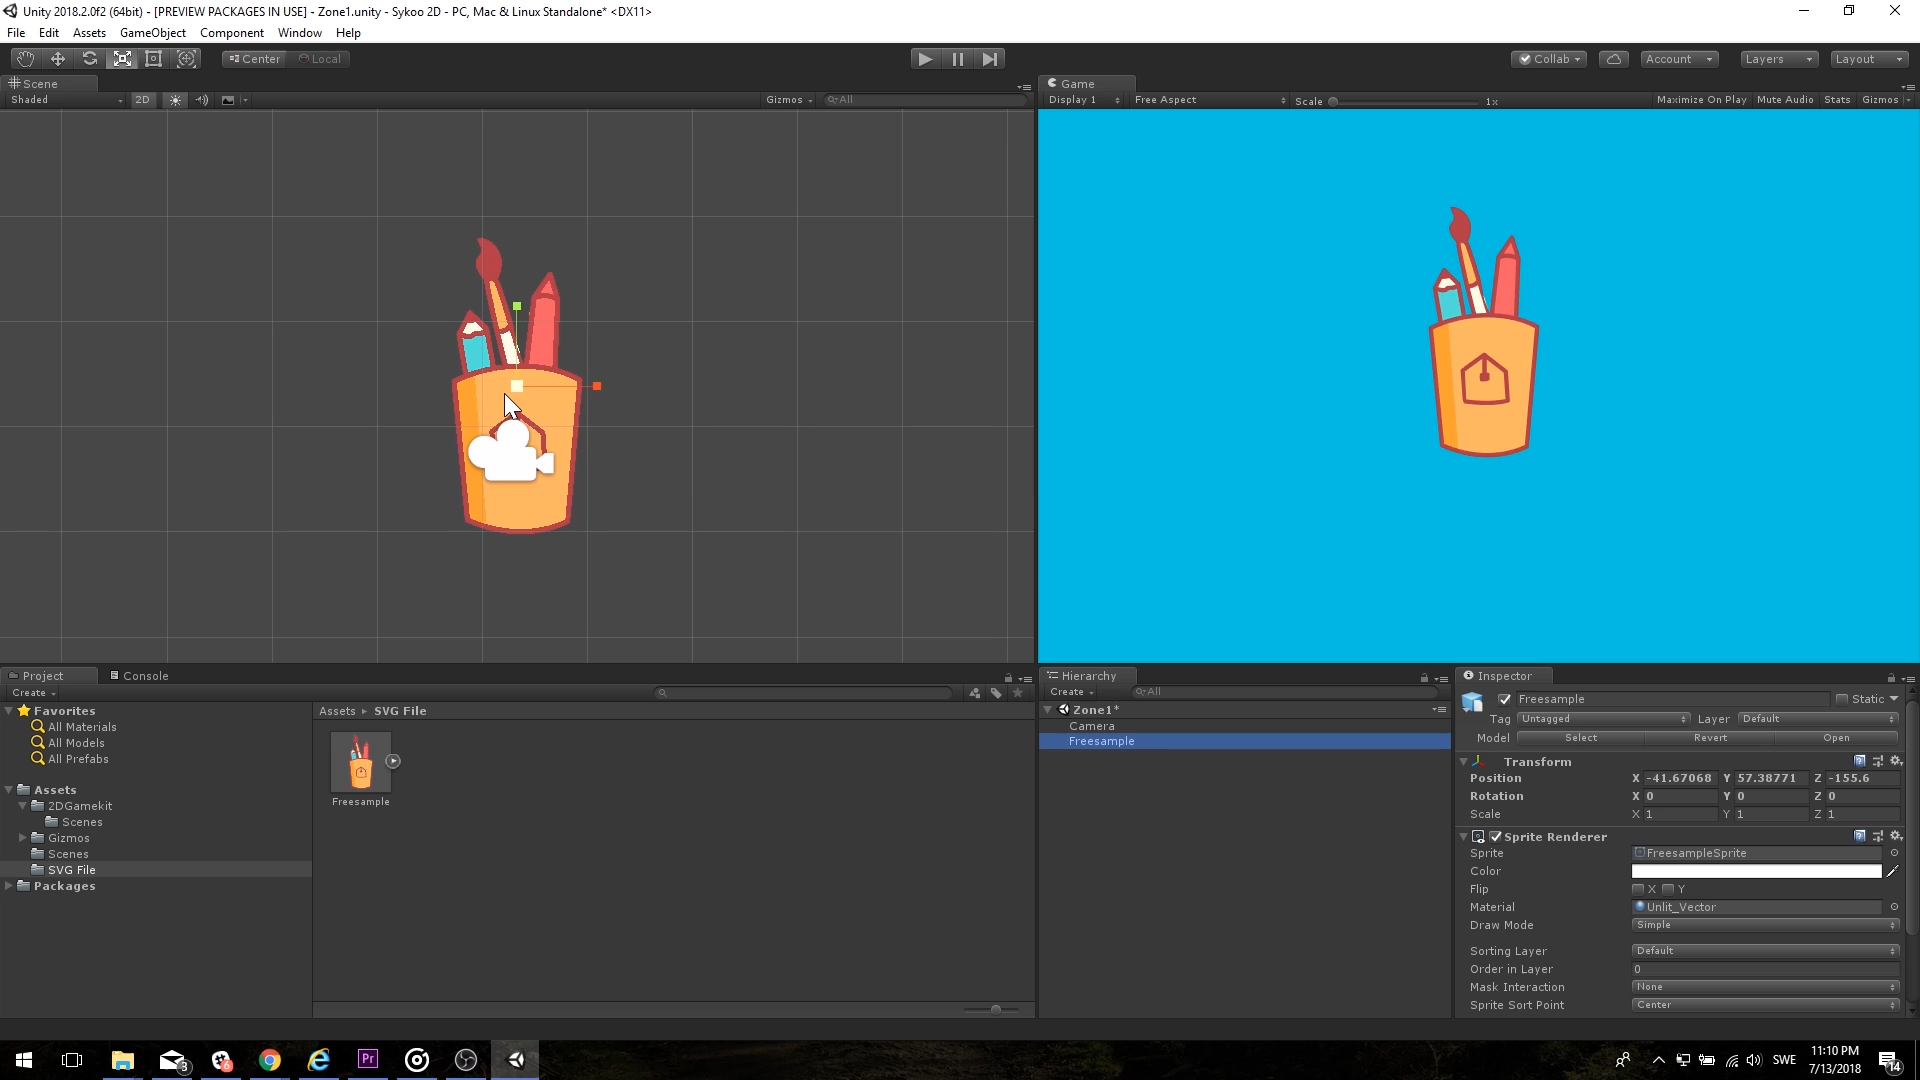 Unity 2018.2.0f2 (64bit) - [PREVIEW PACKAGES IN USE] - Zone1.unity - Sykoo 2D - PC, Mac & Linux Standalone* <DX11>
File Edit Assets GameObject Component Window Help
Center Local Collab Account Layers Layout
Scene
Shaded 2D Gizmos All
Game
Display 1 Free Aspect Scale 1x Maximize On Play Mute Audio Stats Gizmos
Project Console
Create
Favorites
All Materials
All Models
All Prefabs
Assets
2DGamekit
Scenes
Gizmos
Scenes
SVG File
Packages
Assets SVG File
Freesample
Hierarchy
Create All
Zone1*
Camera
Freesample
Inspector
Freesample Static
Tag Untagged Layer Default
Model Select Revert Open
Transform
Position X -41.67068 Y 57.38771 Z -155.6
Rotation X 0 Y 0 Z 0
Scale X 1 Y 1 Z 1
Sprite Renderer
Sprite FreesampleSprite
Color
Flip X Y
Material Unlit_Vector
Draw Mode Simple
Sorting Layer Default
Order in Layer 0
Mask Interaction None
Sprite Sort Point Center
3 6 Pr SWE 11:10 PM
7/13/2018 14